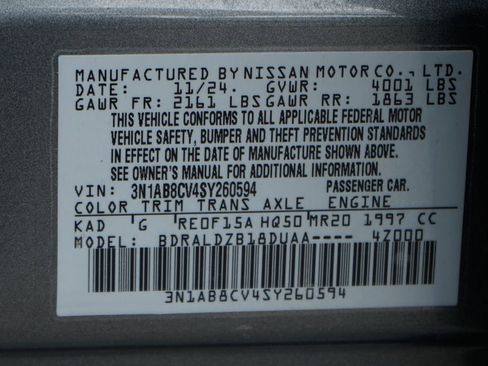 MANUFACTURED BY NISSAN MOTOR CO., LTD.
DATE: 11/24. GVWR: 4001 LBS
GAWR FR: 2161 LBS GAWR RR: 1863 LBS
THIS VEHICLE CONFORMS TO ALL APPLICABLE FEDERAL MOTOR
VEHICLE SAFETY, BUMPER AND THEFT PREVENTION STANDARDS
IN EFFECT ON THE DATE OF MANUFACTURE SHOWN ABOVE.
SEE OWNER'S MANUAL FOR ADDITIONAL INFORMATION.
VIN: 3N1AB8CV4SY260594 PASSENGER CAR.
COLOR TRIM TRANS AXLE ENGINE
KAD G RE0F15A HQ50 MR20 1997 CC
MODEL: BDRALDZB18DUAA---- 4Z000
3N1AB8CV4SY260594